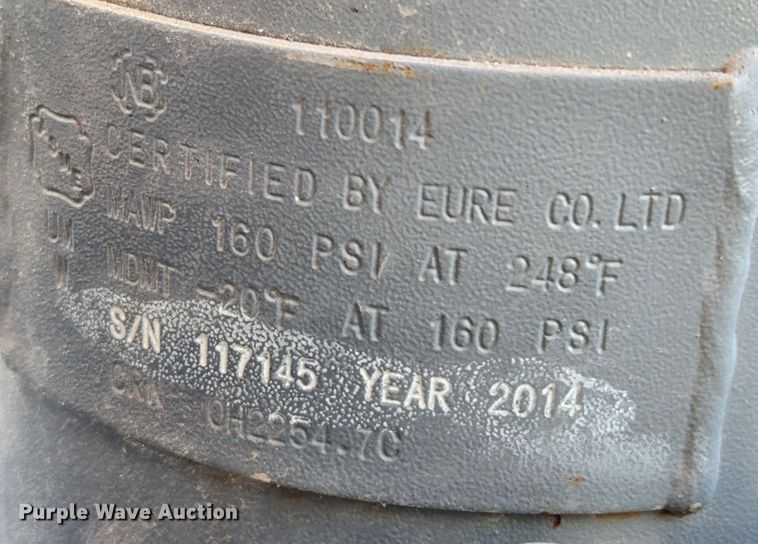 NB
110014
CERTIFIED BY EURE CO. LTD
UM
W
MAWP 160 PSI AT 248°F
MDMT -20°F AT 160 PSI
S/N 117145 YEAR 2014
CRN 0H2254.7C
Purple Wave Auction